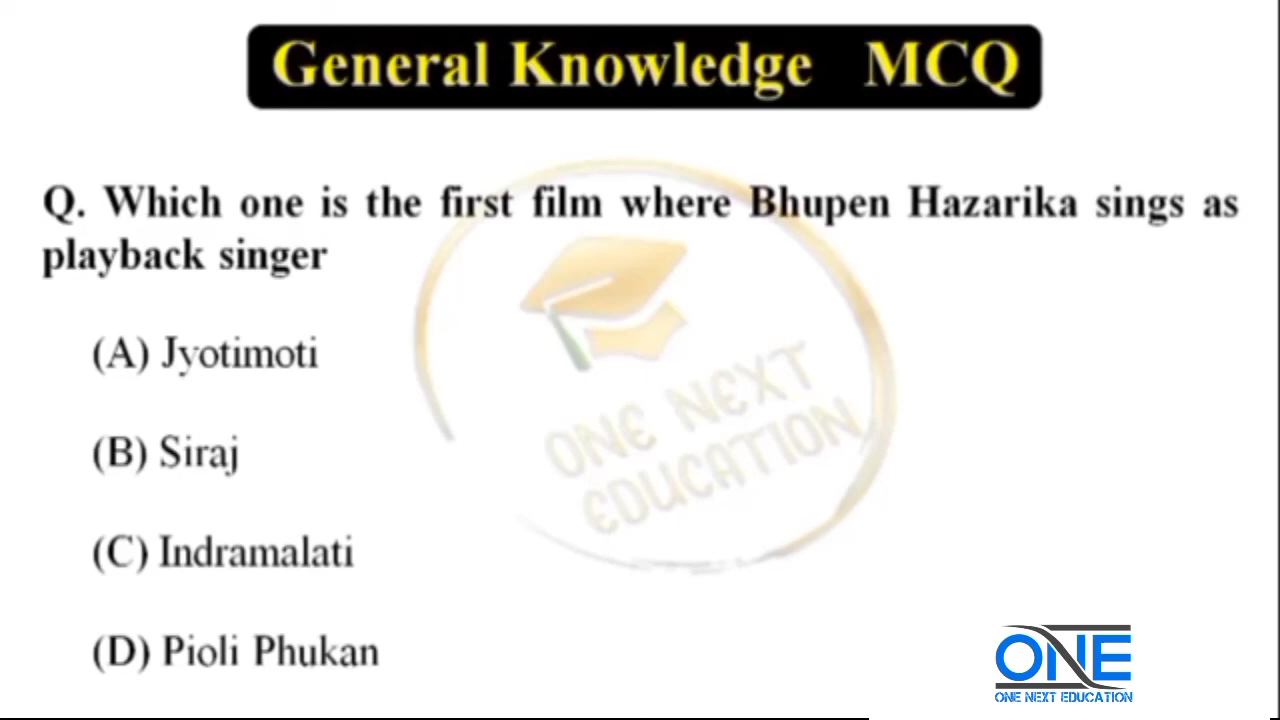 General Knowledge MCQ
Q. Which one is the first film where Bhupen Hazarika sings as
playback singer
(A) Jyotimoti
(B) Siraj
(C) Indramalati
(D) Pioli Phukan
ONE NEXT
EDUCATION
ONE
ONE NEXT EDUCATION